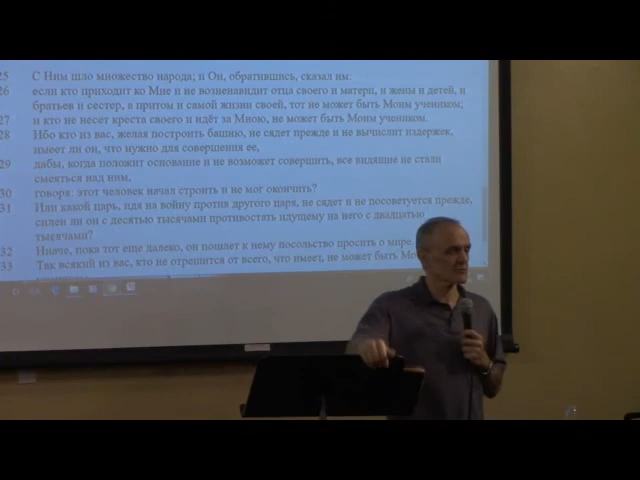 25 С Ним шло множество народа; и Он, обратившись, сказал им:
26 если кто приходит ко Мне и не возненавидит отца своего и матери, и жены и детей, и
братьев и сестер, а притом и самой жизни своей, тот не может быть Моим учеником;
27 и кто не несет креста своего и идёт за Мною, не может быть Моим учеником.
28 Ибо кто из вас, желая построить башню, не сядет прежде и не вычислит издержек,
имеет ли он, что нужно для совершения ее,
29 дабы, когда положит основание и не возможет совершить, все видящие не стали
смеяться над ним,
30 говоря: этот человек начал строить и не мог окончить?
31 Или какой царь, идя на войну против другого царя, не сядет и не посоветуется прежде,
силен ли он с десятью тысячами противостать идущему на него с двадцатью
тысячами?
32 Иначе, пока тот еще далеко, он пошлет к нему посольство просить о мире.
33 Так всякий из вас, кто не отрешится от всего, что имеет, не может быть